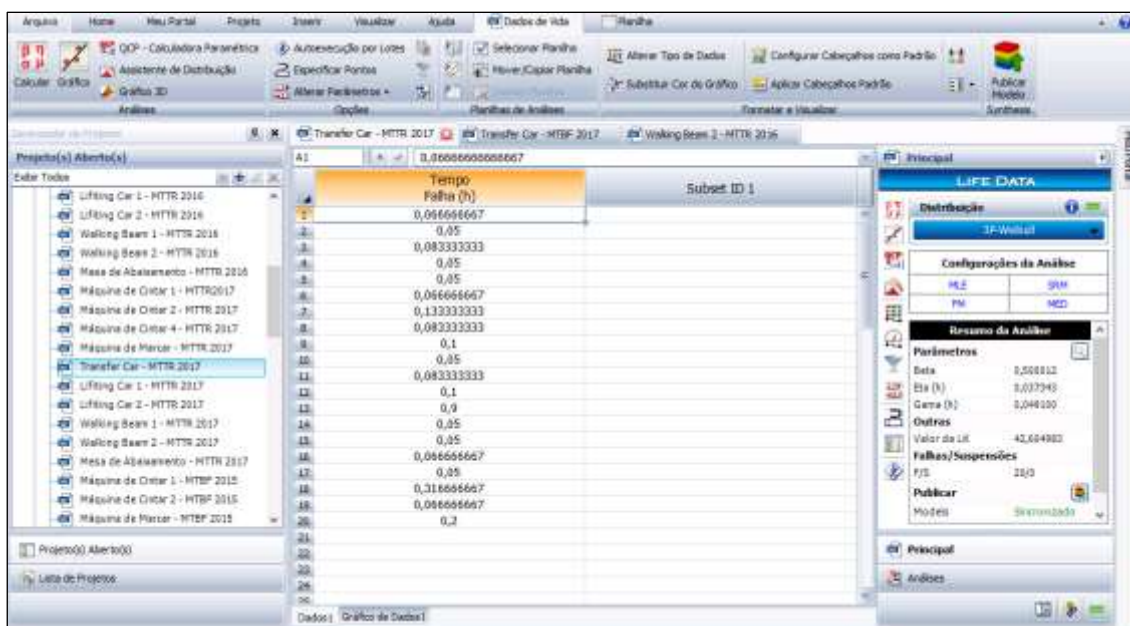 Arquivo Home Meu Portal Projeto Inserir Visualizar Ajuda Dados de Vida Planilha
QCP - Calculadora Paramétrica
Assistente de Distribuição
Gráfico 3D
Calcular Gráfico
Análises
Autoexecução por Lotes
Especificar Pontos
Alterar Parâmetros
Opções
Selecionar Planilha
Mover/Copiar Planilha
Planilhas de Análises
Alterar Tipo de Dados
Substituir Cor do Gráfico
Configurar Cabeçalhos como Padrão
Aplicar Cabeçalhos Padrão
Formatar e Visualizar
Publicar Modelo
Synthesis
Transfer Car - MTTR 2017 Transfer Car - MTBF 2017 Walking Beam 2 - MTTR 2016
Projeto(s) Aberto(s)
Exibir Todos
Lifiting Car 1 - MTTR 2016
Lifiting Car 2 - MTTR 2016
Walking Beam 1 - MTTR 2016
Walking Beam 2 - MTTR 2016
Mesa de Abaixamento - MTTR 2016
Máquina de Cintar 1 - MTTR2017
Máquina de Cintar 2 - MTTR 2017
Máquina de Cintar 4 - MTTR 2017
Máquina de Marcar - MTTR 2017
Transfer Car - MTTR 2017
Lifiting Car 1 - MTTR 2017
Lifiting Car 2 - MTTR 2017
Walking Beam 1 - MTTR 2017
Walking Beam 2 - MTTR 2017
Mesa de Abaixamento - MTTR 2017
Máquina de Cintar 1 - MTBF 2015
Máquina de Cintar 2 - MTBF 2015
Máquina de Marcar - MTBF 2015
Projeto(s) Aberto(s)
Lista de Projetos
A1 0,0666666666667
Tempo
Falha (h) Subset ID 1
1 0,066666667
2 0,05
3 0,083333333
4 0,05
5 0,05
6 0,066666667
7 0,133333333
8 0,083333333
9 0,1
10 0,05
11 0,083333333
12 0,1
13 0,9
14 0,05
15 0,05
16 0,066666667
17 0,05
18 0,316666667
19 0,066666667
20 0,2
21
22
23
24
Dados1 Gráfico de Dados1
Principal
LIFE DATA
Distribuição
3P-Weibull
Configurações da Análise
MLE SRM
FM MED
Resumo da Análise
Parâmetros
Beta
Eta (h) 0,037943
Gama (h)
Outras
Valor da LK
Falhas/Suspensões
F/S 20/0
Publicar
Modelo Sincronizado
Principal
Análises